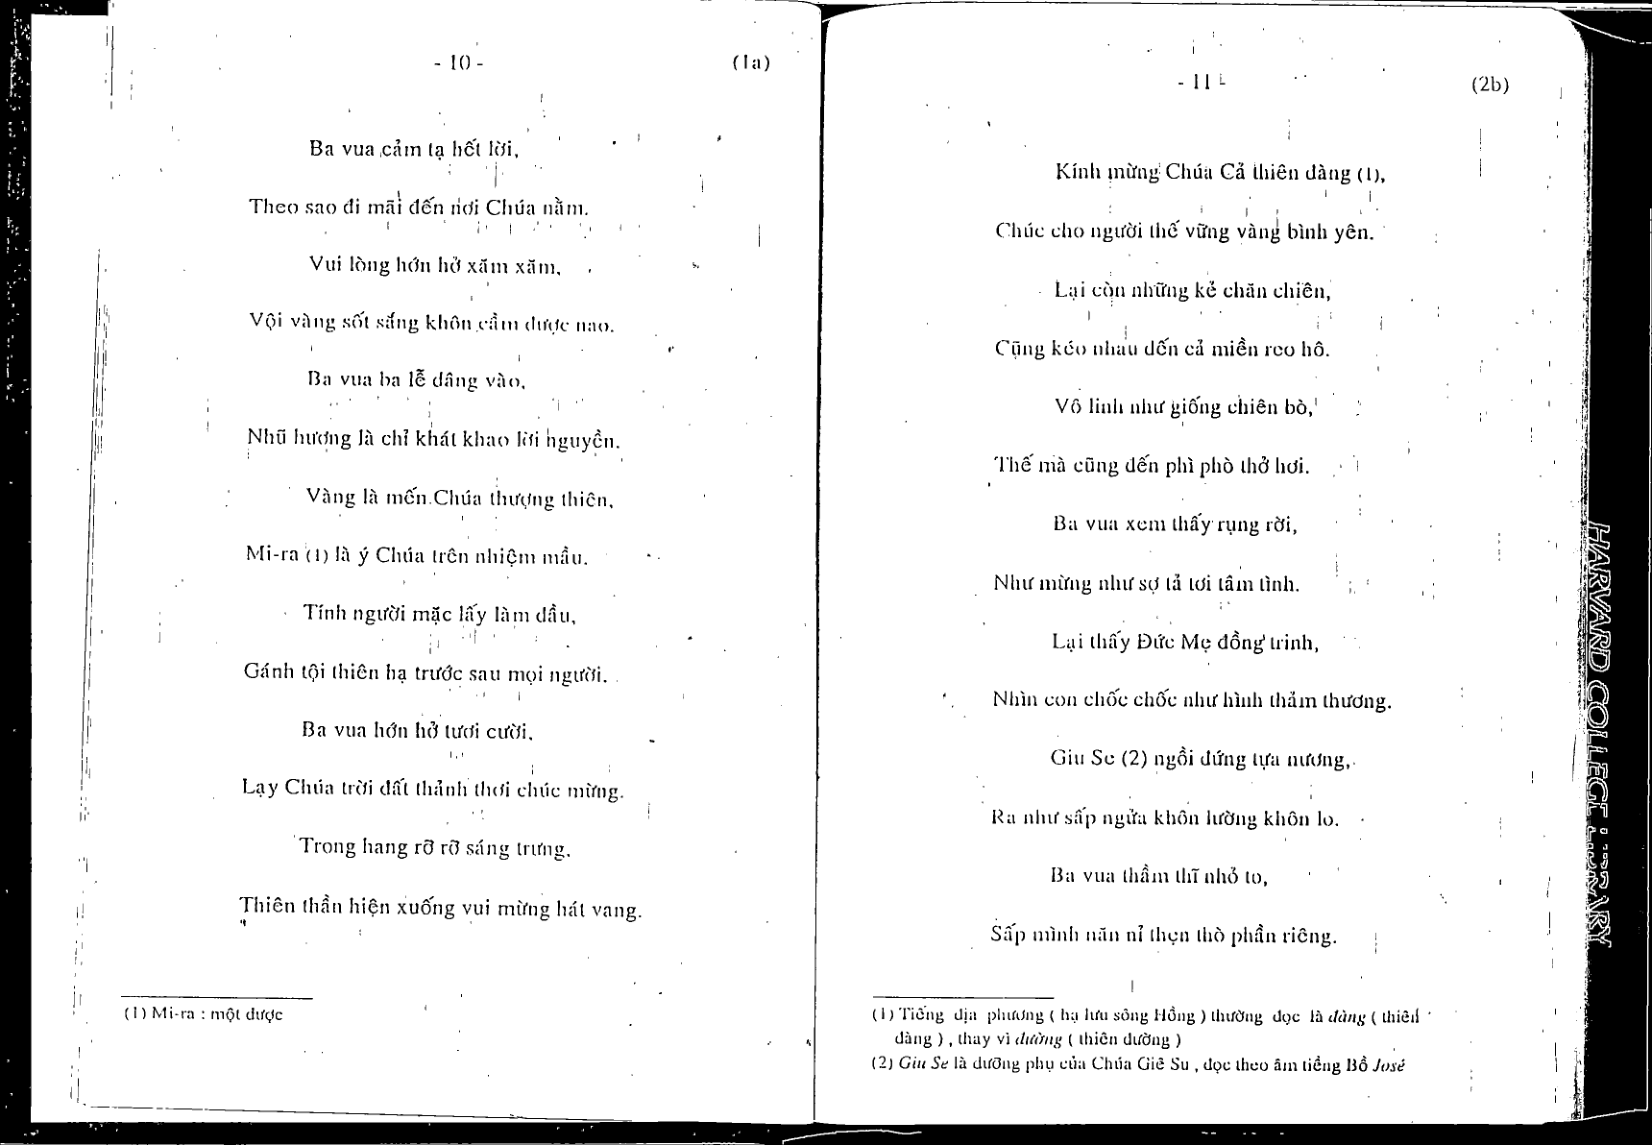 - 10 -
(1a)
Ba vua cảm tạ hết lời,
Theo sao đi mãi đến nơi Chúa nằm.
Vui lòng hớn hở xăm xăm,
Vội vàng sốt sắng khôn cầm được nao.
Ba vua ba lễ dâng vào,
Nhũ hương là chỉ khát khao lời nguyền.
Vàng là mến Chúa thượng thiên,
Mi-ra (1) là ý Chúa trên nhiệm mầu.
Tính người mặc lấy làm đầu,
Gánh tội thiên hạ trước sau mọi người.
Ba vua hớn hở tươi cười,
Lạy Chúa trời đất thảnh thơi chúc mừng.
Trong hang rỡ rỡ sáng trưng,
Thiên thần hiện xuống vui mừng hát vang.
(1) Mi-ra : một dược
- 11 -
(2b)
Kính mừng Chúa Cả thiên đàng (1),
Chúc cho người thế vững vàng bình yên.
Lại còn những kẻ chăn chiên,
Cũng kéo nhau đến cả miền reo hô.
Vô linh như giống chiên bò,
Thế mà cũng đến phì phò thở hơi.
Ba vua xem thấy rụng rời,
Như mừng như sợ tả tơi tâm tình.
Lại thấy Đức Mẹ đồng trinh,
Nhìn con chốc chốc như hình thảm thương.
Giu Se (2) ngồi đứng tựa nương,
Ra như sấp ngửa khôn lường khôn lo.
Ba vua thầm thĩ nhỏ to,
Sấp mình năn nỉ thẹn thò phần riêng.
(1) Tiếng địa phương ( hạ lưu sông Hồng ) thường đọc là đàng ( thiên
đàng ) , thay vì đường ( thiên đường )
(2) Giu Se là dưỡng phụ của Chúa Giê Su , đọc theo âm tiếng Bồ José
HARVARD COLLEGE LIBRARY